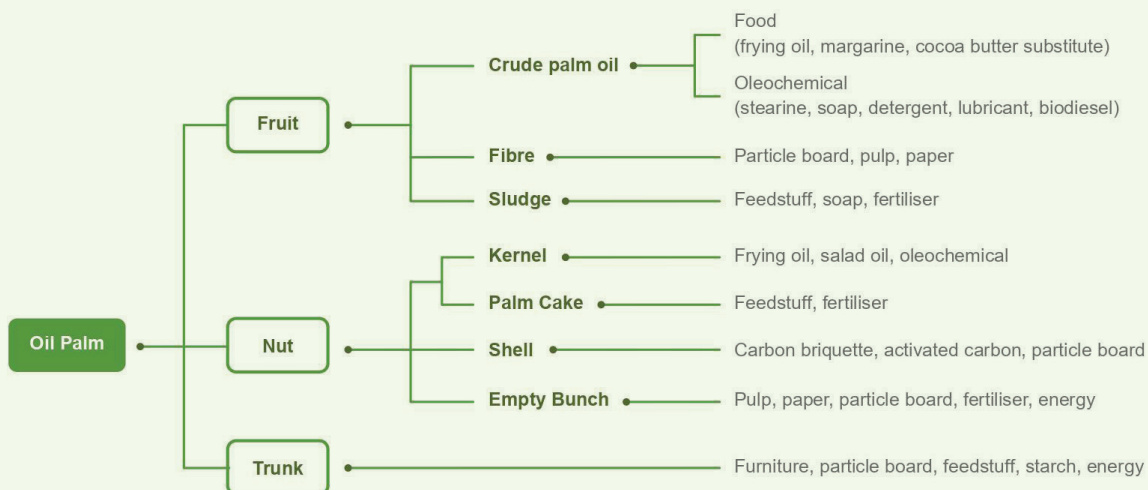 Food
(frying oil, margarine, cocoa butter substitute)
Crude palm oil
Oleochemical
(stearine, soap, detergent, lubricant, biodiesel)
Fruit
Fibre
Particle board, pulp, paper
Sludge
Feedstuff, soap, fertiliser
Kernel
Frying oil, salad oil, oleochemical
Palm Cake
Feedstuff, fertiliser
Oil Palm
Nut
Shell
Carbon briquette, activated carbon, particle board
Empty Bunch
Pulp, paper, particle board, fertiliser, energy
Trunk
Furniture, particle board, feedstuff, starch, energy